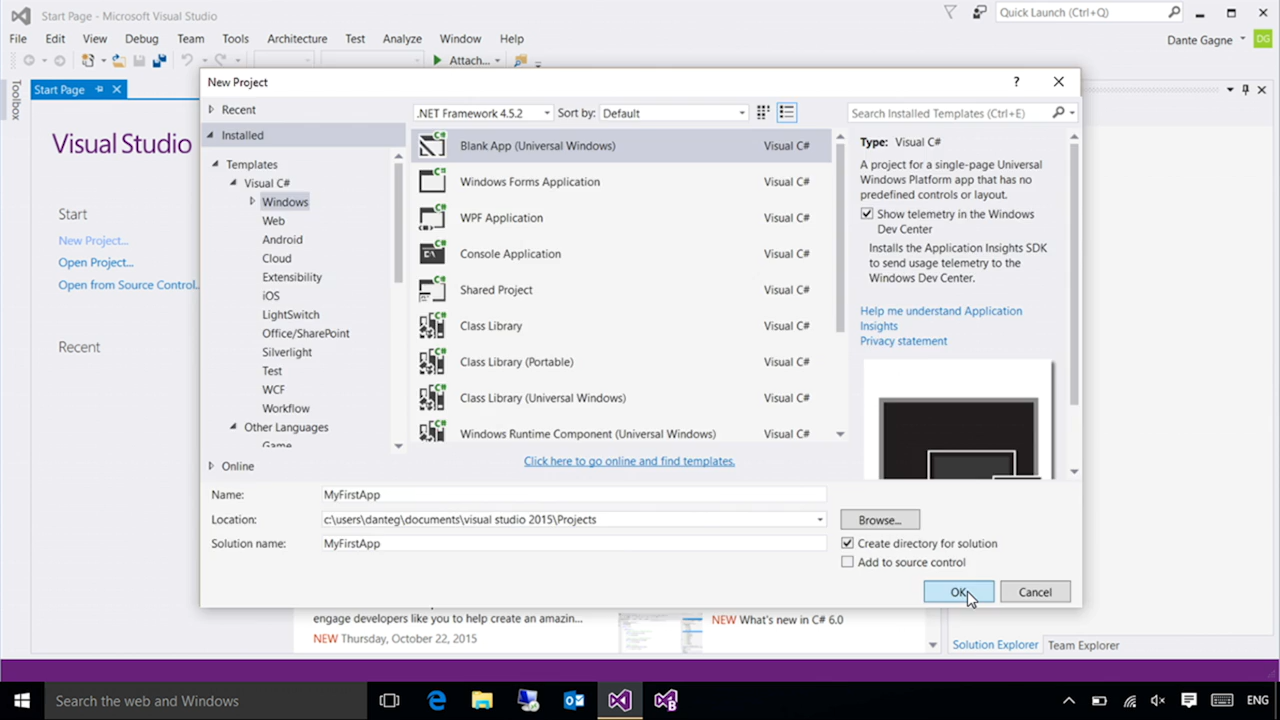 Start Page - Microsoft Visual Studio
Quick Launch (Ctrl+Q)
File Edit View Debug Team Tools Architecture Test Analyze Window Help
Dante Gagne DG
Attach...
Toolbox
Start Page
Visual Studio
Start
New Project...
Open Project...
Open from Source Control...
Recent
New Project
?
Recent
Installed
Templates
Visual C#
Windows
Web
Android
Cloud
Extensibility
iOS
LightSwitch
Office/SharePoint
Silverlight
Test
WCF
Workflow
Other Languages
Game
Online
.NET Framework 4.5.2 Sort by: Default
Search Installed Templates (Ctrl+E)
Blank App (Universal Windows) Visual C#
Windows Forms Application Visual C#
WPF Application Visual C#
Console Application Visual C#
Shared Project Visual C#
Class Library Visual C#
Class Library (Portable) Visual C#
Class Library (Universal Windows) Visual C#
Windows Runtime Component (Universal Windows) Visual C#
Click here to go online and find templates.
Type: Visual C#
A project for a single-page Universal
Windows Platform app that has no
predefined controls or layout.
Show telemetry in the Windows
Dev Center
Installs the Application Insights SDK
to send usage telemetry to the
Windows Dev Center.
Help me understand Application
Insights
Privacy statement
Name: MyFirstApp
Location: c:\users\danteg\documents\visual studio 2015\Projects
Browse...
Solution name: MyFirstApp
Create directory for solution
Add to source control
OK Cancel
engage developers like you to help create an amazin...
NEW Thursday, October 22, 2015
NEW What's new in C# 6.0
Solution Explorer Team Explorer
Search the web and Windows
ENG